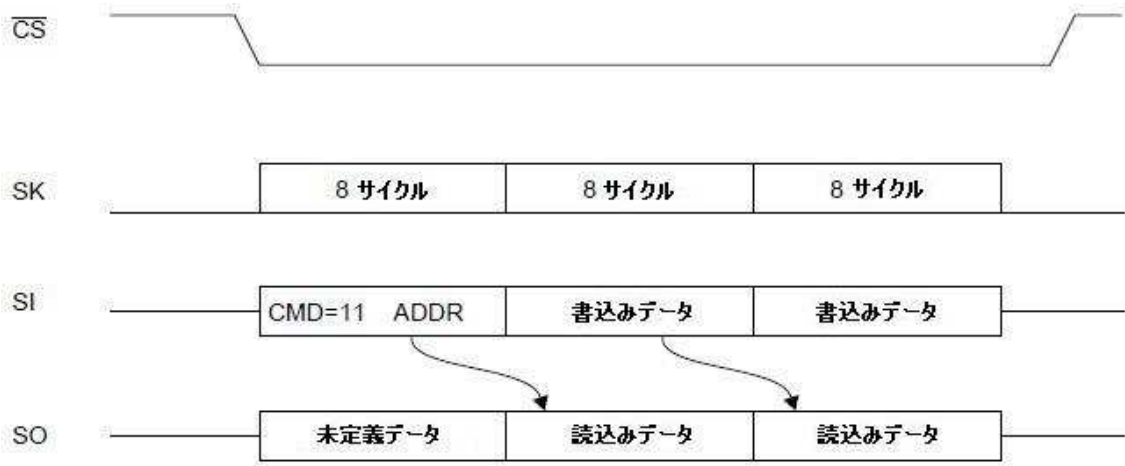 CS
SK
8 サイクル
8 サイクル
8 サイクル
SI
CMD=11 ADDR
書込みデータ
書込みデータ
SO
未定義データ
読込みデータ
読込みデータ